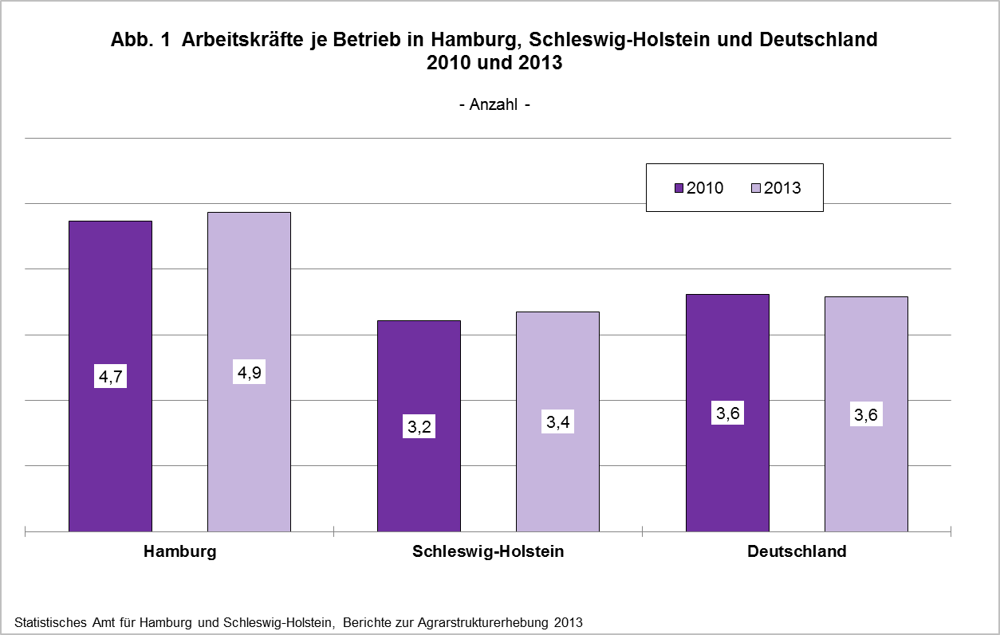 Abb. 1 Arbeitskräfte je Betrieb in Hamburg, Schleswig-Holstein und Deutschland
2010 und 2013
- Anzahl -
2010 2013
4,7 4,9 3,2 3,4 3,6 3,6
Hamburg Schleswig-Holstein Deutschland
Statistisches Amt für Hamburg und Schleswig-Holstein, Berichte zur Agrarstrukturerhebung 2013